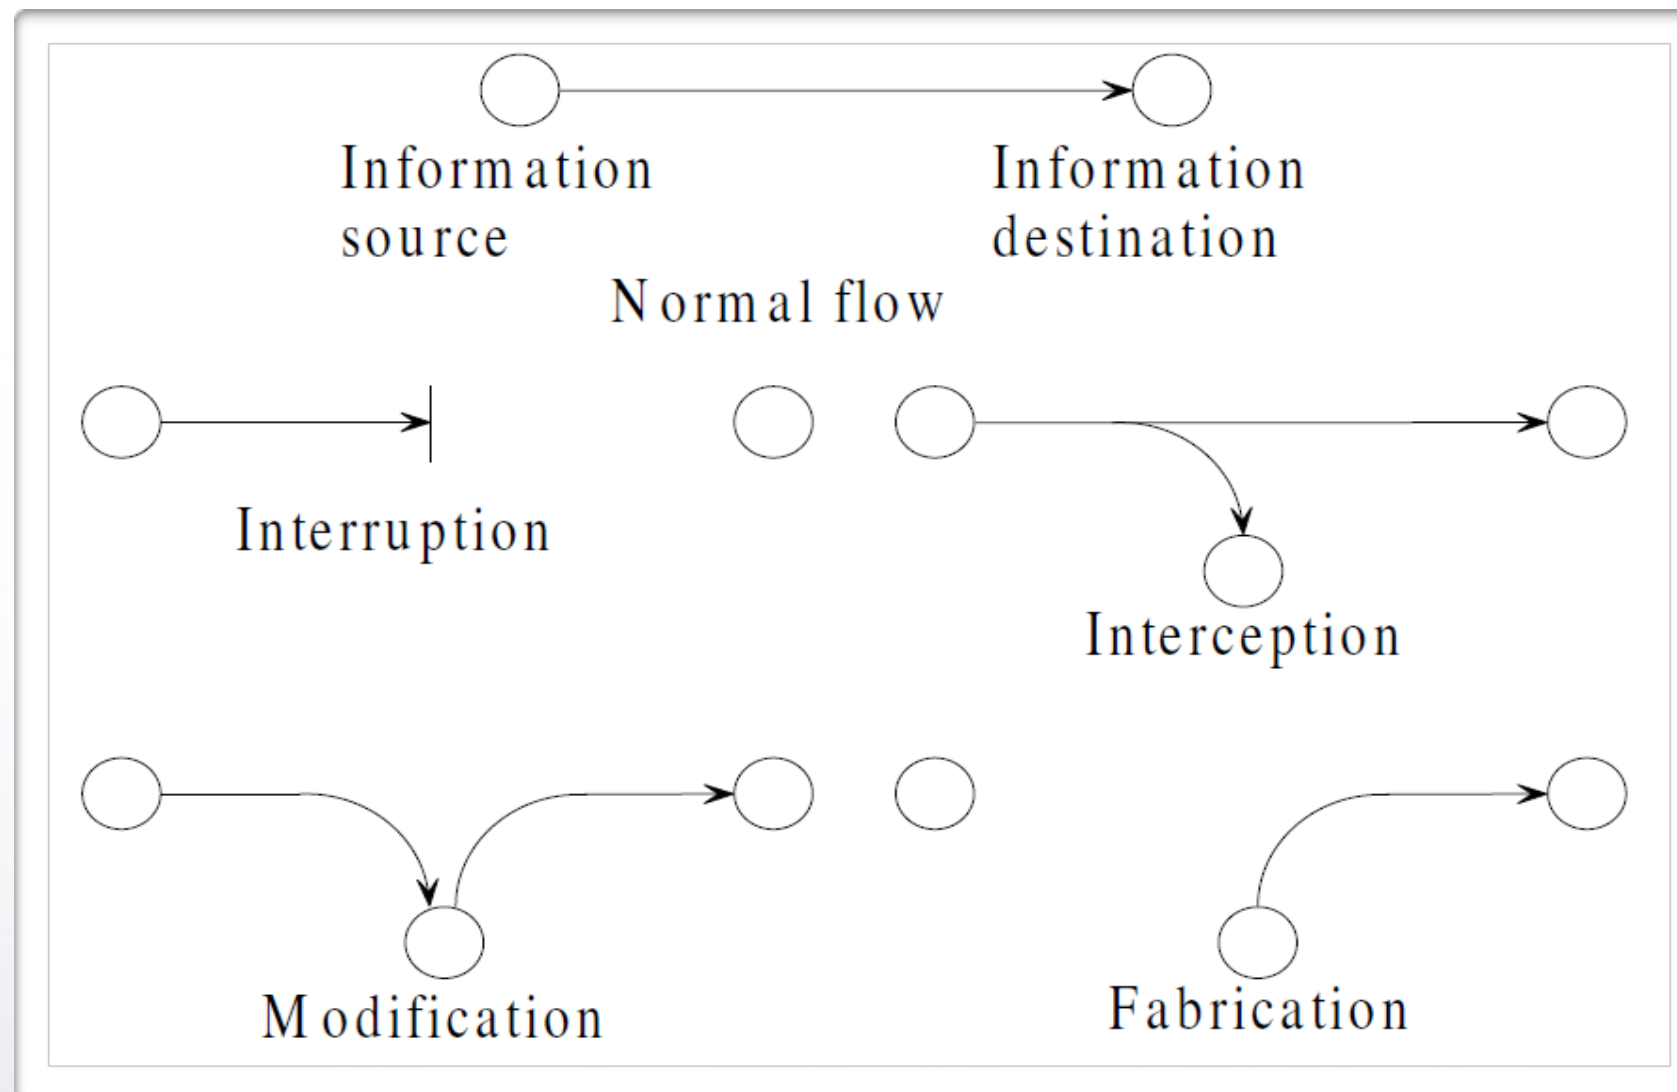 Information
source
Information
destination
Normal flow
Interruption
Interception
Modification
Fabrication